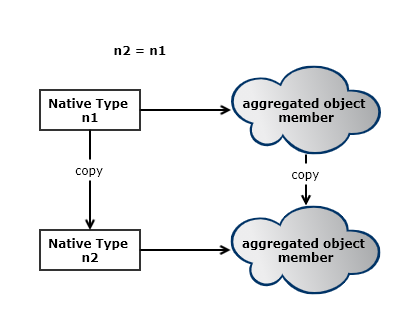 n2 = n1
Native Type
n1
aggregated object
member
copy
copy
Native Type
n2
aggregated object
member